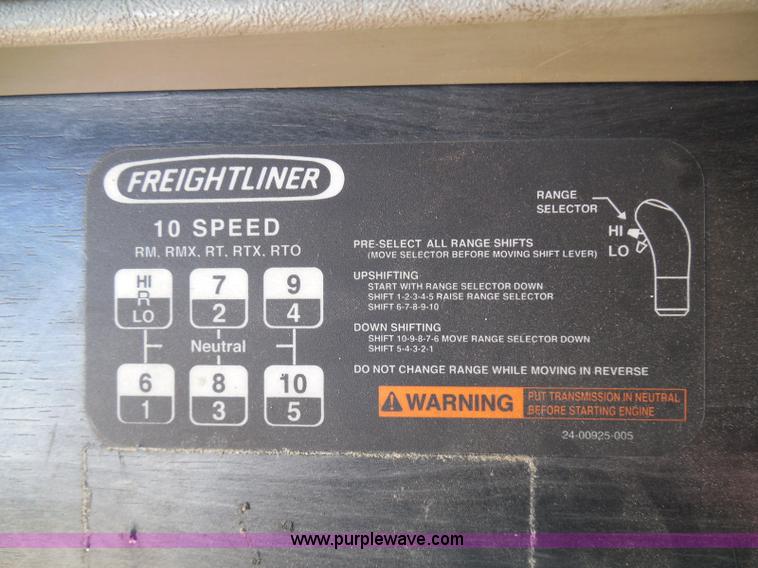 FREIGHTLINER
10 SPEED
RM, RMX, RT, RTX, RTO
HI
R
LO
7
2
9
4
Neutral
6
1
8
3
10
5
RANGE
SELECTOR
HI
LO
PRE-SELECT ALL RANGE SHIFTS
(MOVE SELECTOR BEFORE MOVING SHIFT LEVER)
UPSHIFTING
START WITH RANGE SELECTOR DOWN
SHIFT 1-2-3-4-5 RAISE RANGE SELECTOR
SHIFT 6-7-8-9-10
DOWN SHIFTING
SHIFT 10-9-8-7-6 MOVE RANGE SELECTOR DOWN
SHIFT 5-4-3-2-1
DO NOT CHANGE RANGE WHILE MOVING IN REVERSE
WARNING
PUT TRANSMISSION IN NEUTRAL
BEFORE STARTING ENGINE
24-00925-005
www.purplewave.com